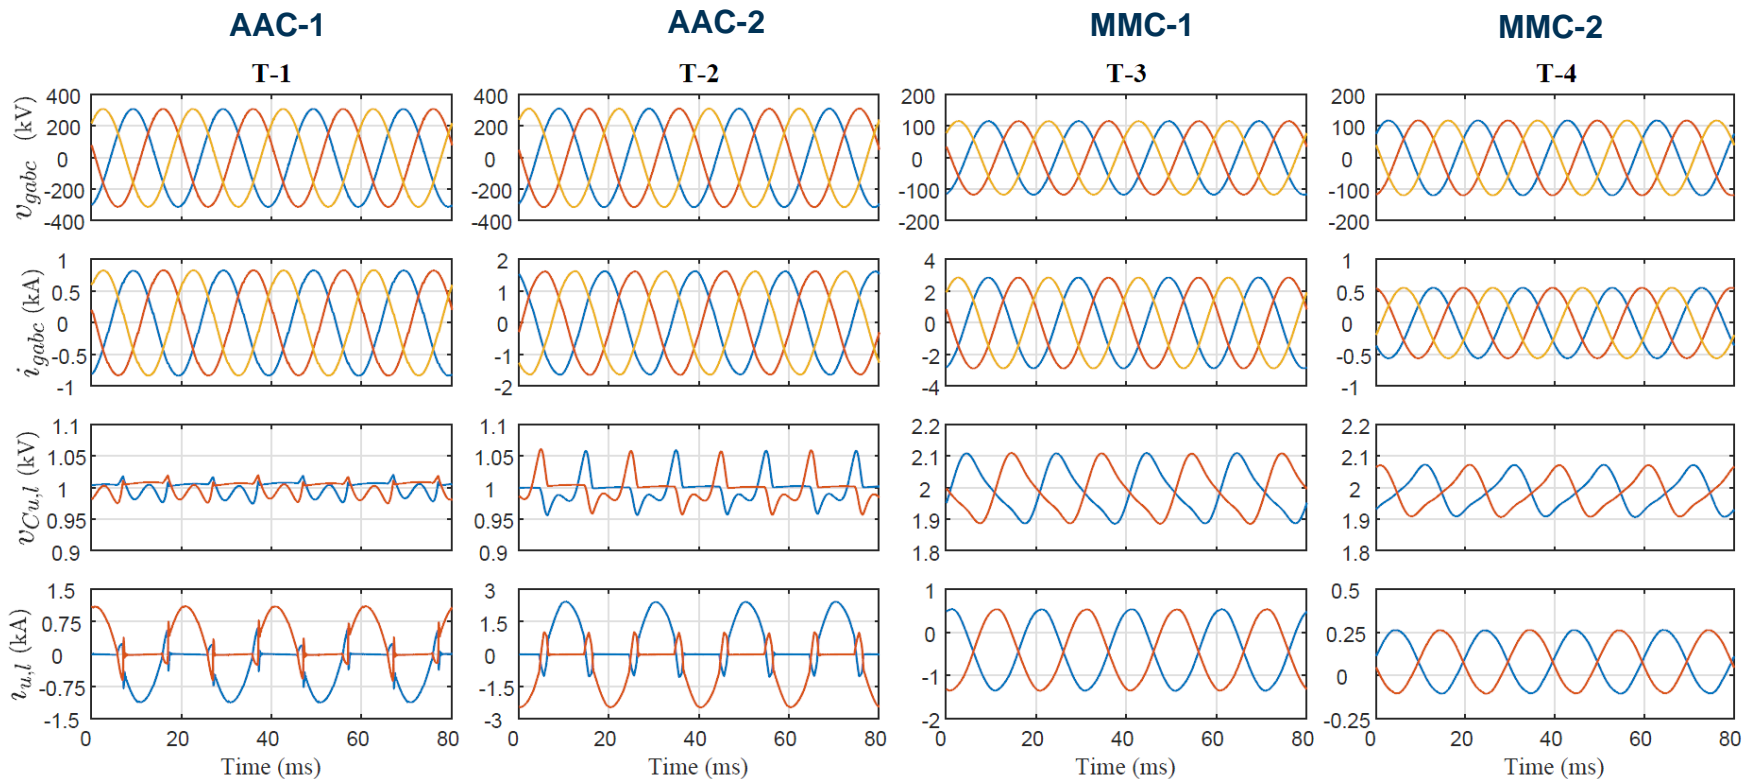 AAC-1 AAC-2 MMC-1 MMC-2
T-1 T-2 T-3 T-4
v_gabc (kV)
400 200 0 -200 -400
400 200 0 -200 -400
200 100 0 -100 -200
200 100 0 -100 -200
i_gabc (kA)
1 0.5 0 -0.5 -1
2 1 0 -1 -2
4 2 0 -2 -4
1 0.5 0 -0.5 -1
v_Cu,l (kV)
1.1 1.05 1 0.95 0.9
1.1 1.05 1 0.95 0.9
2.2 2.1 2 1.9 1.8
2.2 2.1 2 1.9 1.8
i_u,l (kA)
1.5 0.75 0 -0.75 -1.5
3 1.5 0 -1.5 -3
1 0 -1 -2
0.5 0.25 0 -0.25
0 20 40 60 80 0 20 40 60 80 0 20 40 60 80 0 20 40 60 80
Time (ms) Time (ms) Time (ms) Time (ms)